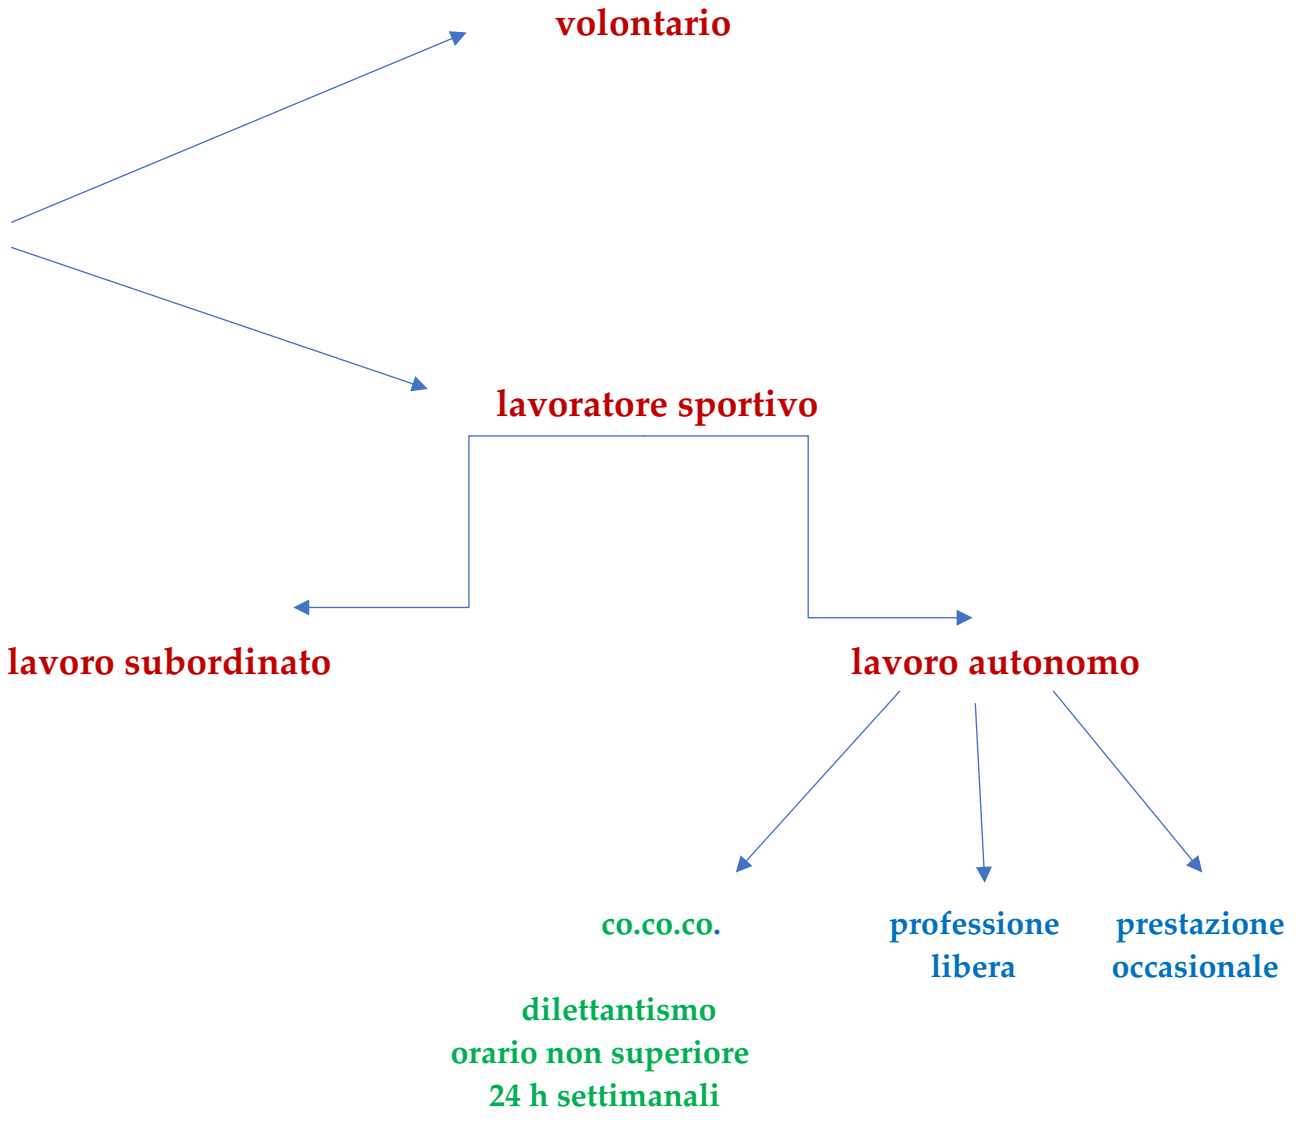 volontario
lavoratore sportivo
lavoro subordinato
lavoro autonomo
co.co.co.
professione
libera
prestazione
occasionale
dilettantismo
orario non superiore
24 h settimanali